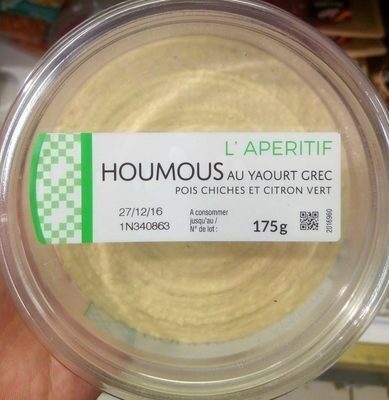 L' APERITIF
HOUMOUS AU YAOURT GREC
POIS CHICHES ET CITRON VERT
27/12/16
1N340863
A consommer
jusqu'au /
N° de lot :
175g
2016960